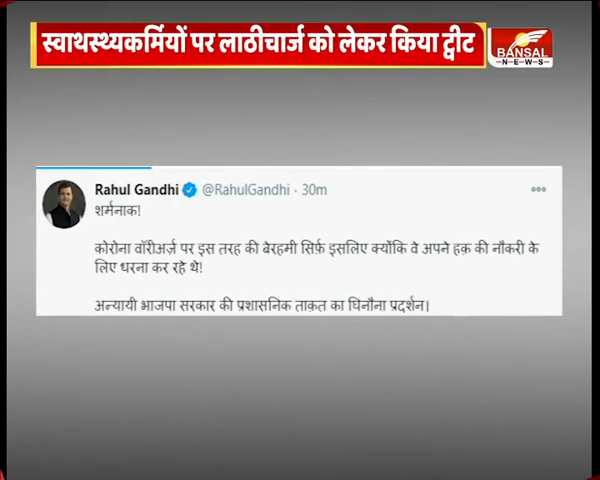 स्वाथस्थ्यकर्मियों पर लाठीचार्ज को लेकर किया ट्वीट
BANSAL
NEWS
Rahul Gandhi @RahulGandhi · 30m
शर्मनाक!
कोरोना वॉरीअर्ज़ पर इस तरह की बेरहमी सिर्फ़ इसलिए क्योंकि वे अपने हक़ की नौकरी के
लिए धरना कर रहे थे!
अन्यायी भाजपा सरकार की प्रशासनिक ताक़त का घिनौना प्रदर्शन।